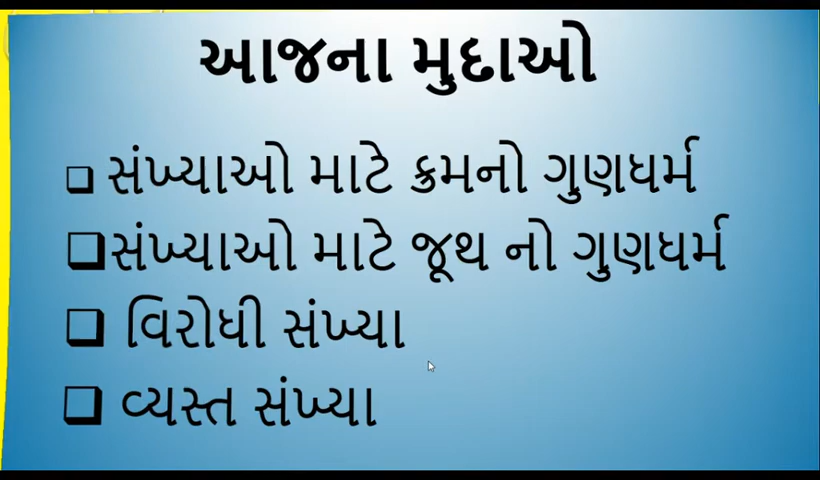 આજના મુદાઓ
સંખ્યાઓ માટે ક્રમનો ગુણધર્મ
સંખ્યાઓ માટે જૂથ નો ગુણધર્મ
વિરોધી સંખ્યા
વ્યસ્ત સંખ્યા